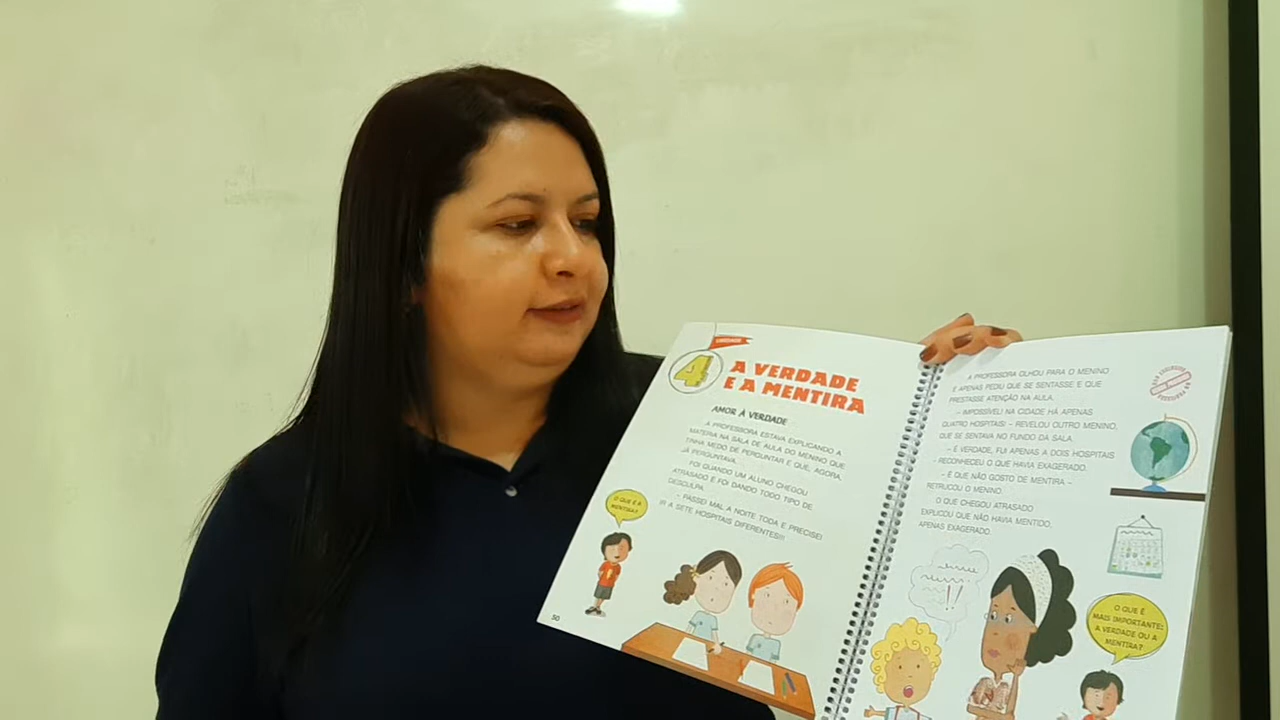 UNIDADE
4
A VERDADE
E A MENTIRA
AMOR À VERDADE
A PROFESSORA ESTAVA EXPLICANDO A
MATÉRIA NA SALA DE AULA DO MENINO QUE
TINHA MEDO DE PERGUNTAR E QUE, AGORA,
JÁ PERGUNTAVA.
FOI QUANDO UM ALUNO CHEGOU
ATRASADO E FOI DANDO TODO TIPO DE
DESCULPA.
– PASSEI MAL A NOITE TODA E PRECISEI
IR A SETE HOSPITAIS DIFERENTES!!!
O QUE É A
MENTIRA?
50
A PROFESSORA OLHOU PARA O MENINO
E APENAS PEDIU QUE SE SENTASSE E QUE
PRESTASSE ATENÇÃO NA AULA.
– IMPOSSÍVEL! NA CIDADE HÁ APENAS
QUATRO HOSPITAIS! – REVELOU OUTRO MENINO,
QUE SE SENTAVA NO FUNDO DA SALA.
– É VERDADE, FUI APENAS A DOIS HOSPITAIS
– RECONHECEU O QUE HAVIA EXAGERADO.
– É QUE NÃO GOSTO DE MENTIRA –
RETRUCOU O MENINO.
O QUE CHEGOU ATRASADO
EXPLICOU QUE NÃO HAVIA MENTIDO,
APENAS EXAGERADO.
O QUE É
MAIS IMPORTANTE:
A VERDADE OU A
MENTIRA?